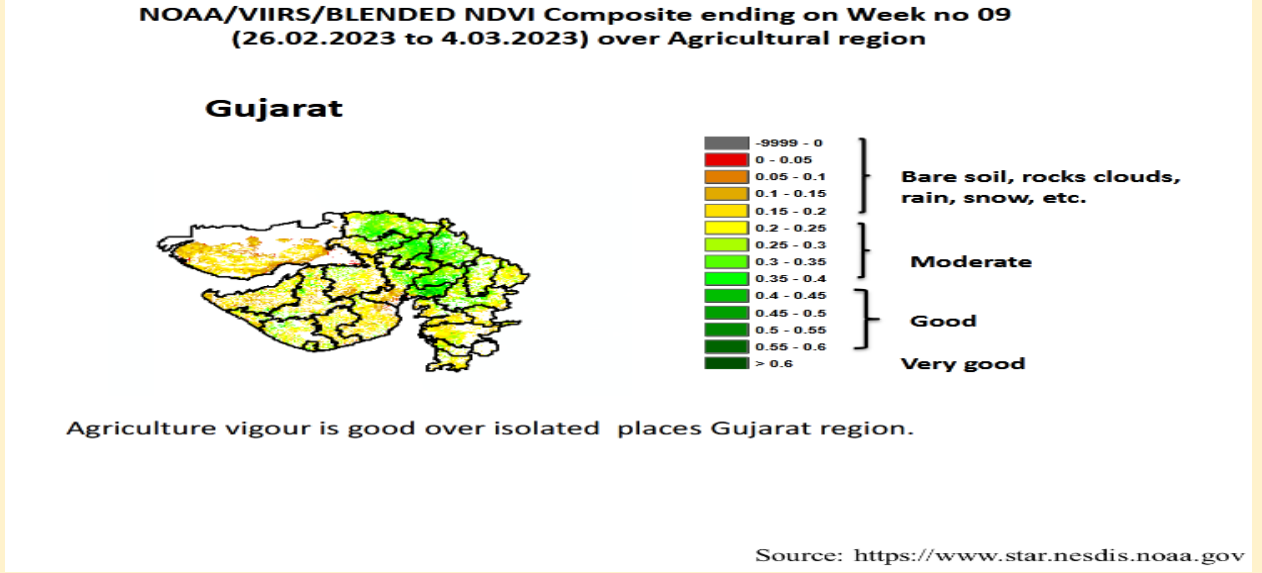 NOAA/VIIRS/BLENDED NDVI Composite ending on Week no 09
(26.02.2023 to 4.03.2023) over Agricultural region
Gujarat
-9999 - 0
0 - 0.05
0.05 - 0.1
0.1 - 0.15
0.15 - 0.2
0.2 - 0.25
0.25 - 0.3
0.3 - 0.35
0.35 - 0.4
0.4 - 0.45
0.45 - 0.5
0.5 - 0.55
0.55 - 0.6
> 0.6
Bare soil, rocks clouds,
rain, snow, etc.
Moderate
Good
Very good
Agriculture vigour is good over isolated places Gujarat region.
Source: https://www.star.nesdis.noaa.gov